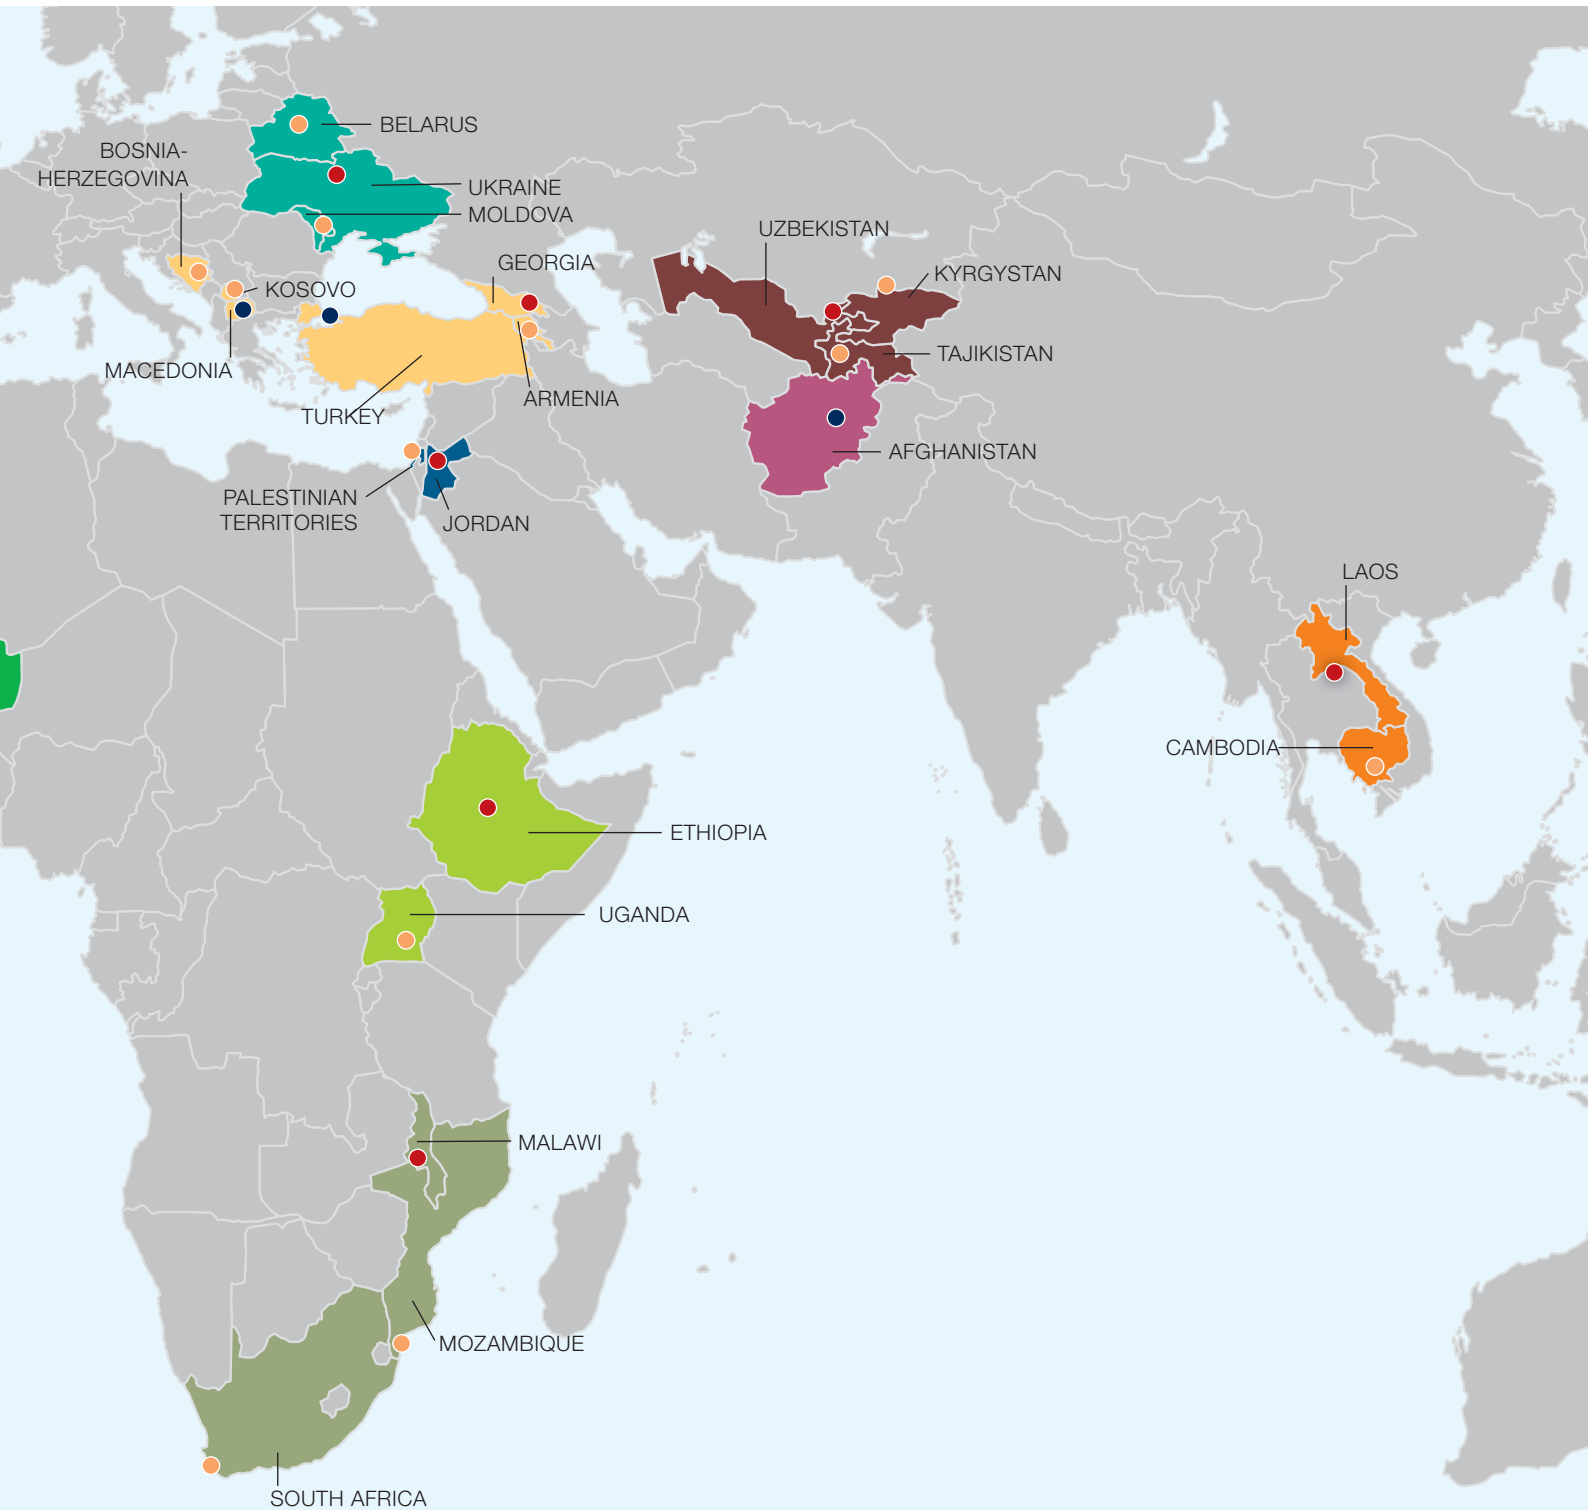 BELARUS
BOSNIA-
HERZEGOVINA
UKRAINE
MOLDOVA
UZBEKISTAN
GEORGIA
KYRGYSTAN
KOSOVO
TAJIKISTAN
MACEDONIA
ARMENIA
TURKEY
AFGHANISTAN
PALESTINIAN
TERRITORIES
JORDAN
LAOS
CAMBODIA
ETHIOPIA
UGANDA
MALAWI
MOZAMBIQUE
SOUTH AFRICA